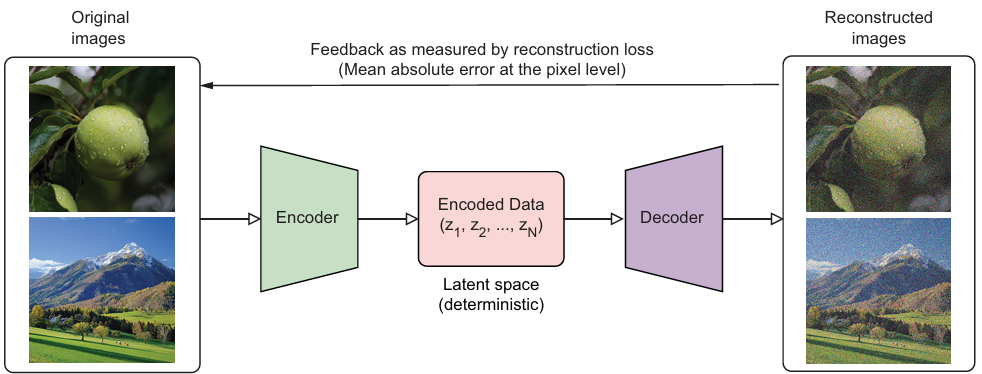 Original
images
Feedback as measured by reconstruction loss
(Mean absolute error at the pixel level)
Reconstructed
images
Encoder
Encoded Data
(z1, z2, ..., zN)
Decoder
Latent space
(deterministic)